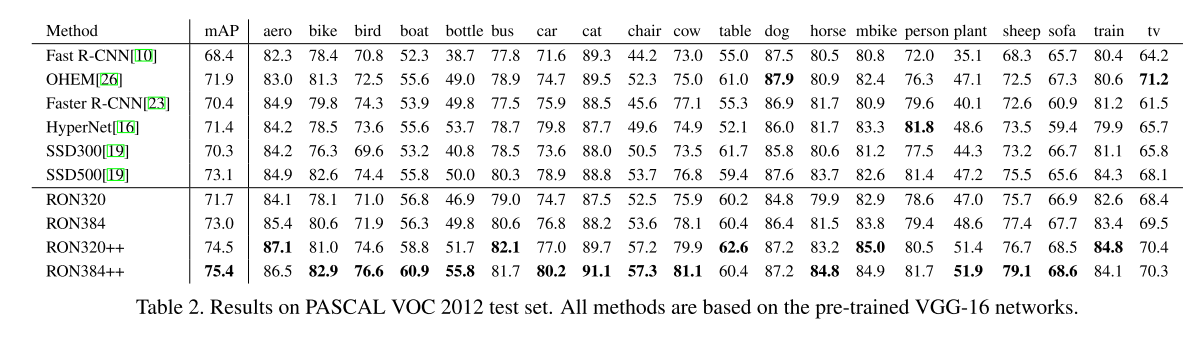 Method mAP aero bike bird boat bottle bus car cat chair cow table dog horse mbike person plant sheep sofa train tv
Fast R-CNN[10] 68.4 82.3 78.4 70.8 52.3 38.7 77.8 71.6 89.3 44.2 73.0 55.0 87.5 80.5 80.8 72.0 35.1 68.3 65.7 80.4 64.2
OHEM[26] 71.9 83.0 81.3 72.5 55.6 49.0 78.9 74.7 89.5 52.3 75.0 61.0 87.9 80.9 82.4 76.3 47.1 72.5 67.3 80.6 71.2
Faster R-CNN[23] 70.4 84.9 79.8 74.3 53.9 49.8 77.5 75.9 88.5 45.6 77.1 55.3 86.9 81.7 80.9 79.6 40.1 72.6 60.9 81.2 61.5
HyperNet[16] 71.4 84.2 78.5 73.6 55.6 53.7 78.7 79.8 87.7 49.6 74.9 52.1 86.0 81.7 83.3 81.8 48.6 73.5 59.4 79.9 65.7
SSD300[19] 70.3 84.2 76.3 69.6 53.2 40.8 78.5 73.6 88.0 50.5 73.5 61.7 85.8 80.6 81.2 77.5 44.3 73.2 66.7 81.1 65.8
SSD500[19] 73.1 84.9 82.6 74.4 55.8 50.0 80.3 78.9 88.8 53.7 76.8 59.4 87.6 83.7 82.6 81.4 47.2 75.5 65.6 84.3 68.1
RON320 71.7 84.1 78.1 71.0 56.8 46.9 79.0 74.7 87.5 52.5 75.9 60.2 84.8 79.9 82.9 78.6 47.0 75.7 66.9 82.6 68.4
RON384 73.0 85.4 80.6 71.9 56.3 49.8 80.6 76.8 88.2 53.6 78.1 60.4 86.4 81.5 83.8 79.4 48.6 77.4 67.7 83.4 69.5
RON320++ 74.5 87.1 81.0 74.6 58.8 51.7 82.1 77.0 89.7 57.2 79.9 62.6 87.2 83.2 85.0 80.5 51.4 76.7 68.5 84.8 70.4
RON384++ 75.4 86.5 82.9 76.6 60.9 55.8 81.7 80.2 91.1 57.3 81.1 60.4 87.2 84.8 84.9 81.7 51.9 79.1 68.6 84.1 70.3
Table 2. Results on PASCAL VOC 2012 test set. All methods are based on the pre-trained VGG-16 networks.